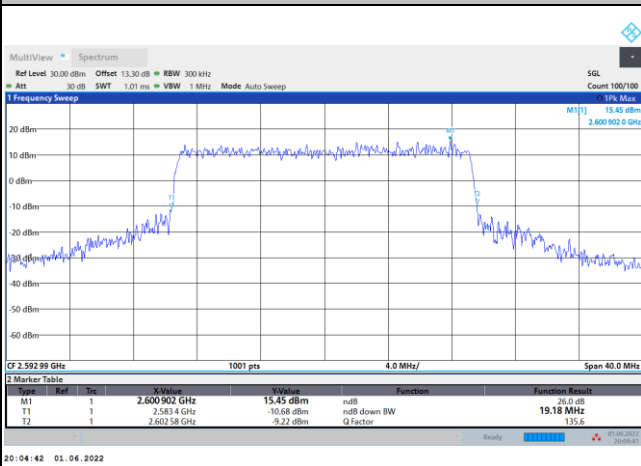 MultiView Spectrum
Ref Level 30.00 dBm Offset 13.30 dB RBW 300 kHz SGL
Att 30 dB SWT 1.01 ms VBW 1 MHz Mode Auto Sweep Count 100/100
1 Frequency Sweep 1Pk Max
M1[1] 15.45 dBm
2.600 902 0 GHz
M1
20 dBm
10 dBm
0 dBm
T1 T2
-10 dBm
-20 dBm
-30 dBm
-40 dBm
-50 dBm
-60 dBm
CF 2.592 99 GHz 1001 pts 4.0 MHz/ Span 40.0 MHz
2 Marker Table
Type Ref Trc X-Value Y-Value Function Function Result
M1 1 2.600 902 GHz 15.45 dBm ndB 26.0 dB
T1 1 2.583 4 GHz -10.68 dBm ndB down BW 19.18 MHz
T2 1 2.602 58 GHz -9.22 dBm Q Factor 135.6
Ready 01.06.2022
20:04:41
20:04:42 01.06.2022